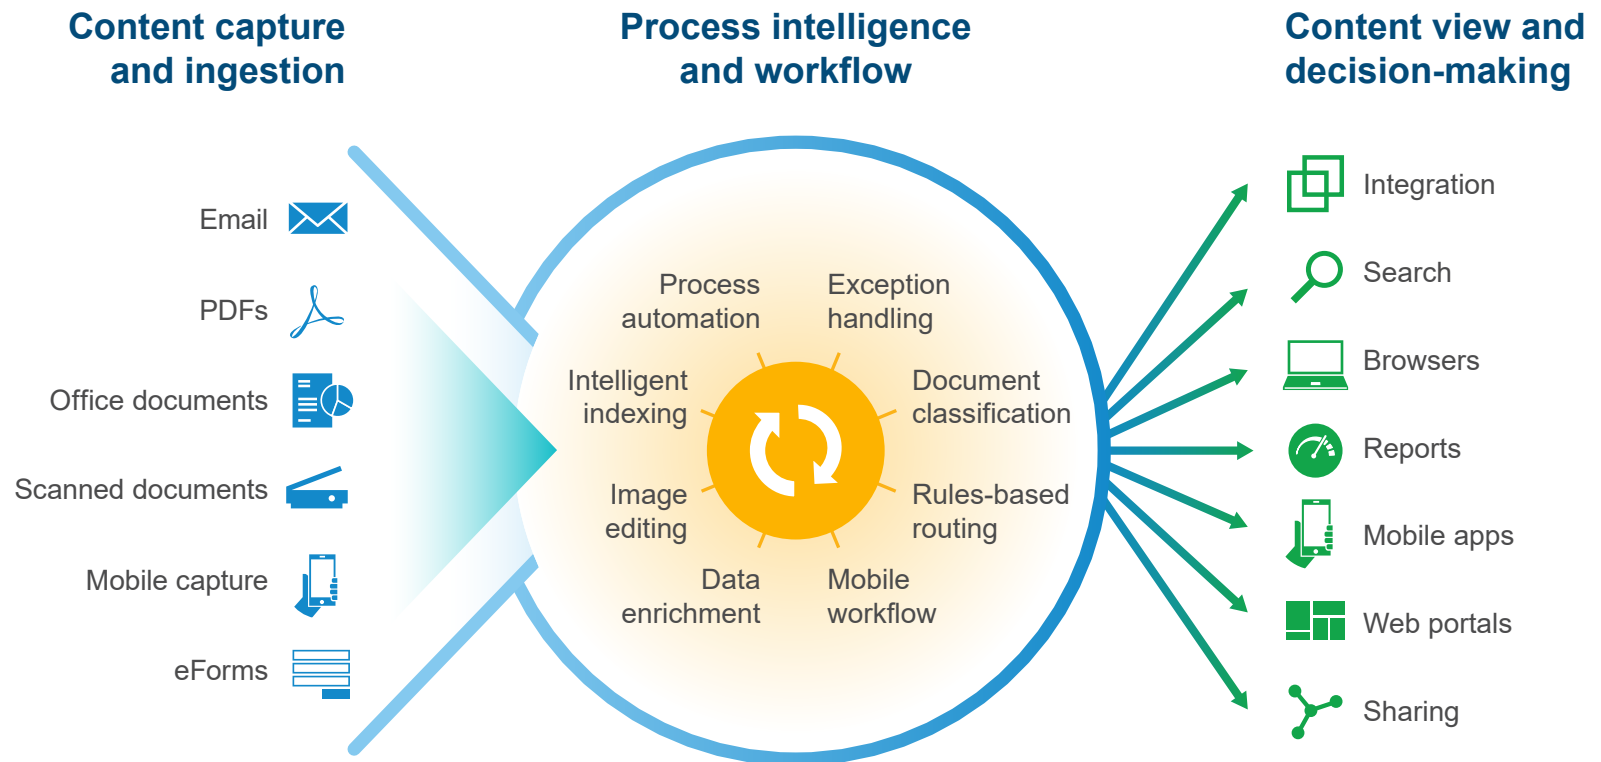 Content capture
and ingestion
Process intelligence
and workflow
Content view and
decision-making
Email
PDFs
Office documents
Scanned documents
Mobile capture
eForms
Process
automation
Exception
handling
Intelligent
indexing
Document
classification
Image
editing
Rules-based
routing
Data
enrichment
Mobile
workflow
Integration
Search
Browsers
Reports
Mobile apps
Web portals
Sharing